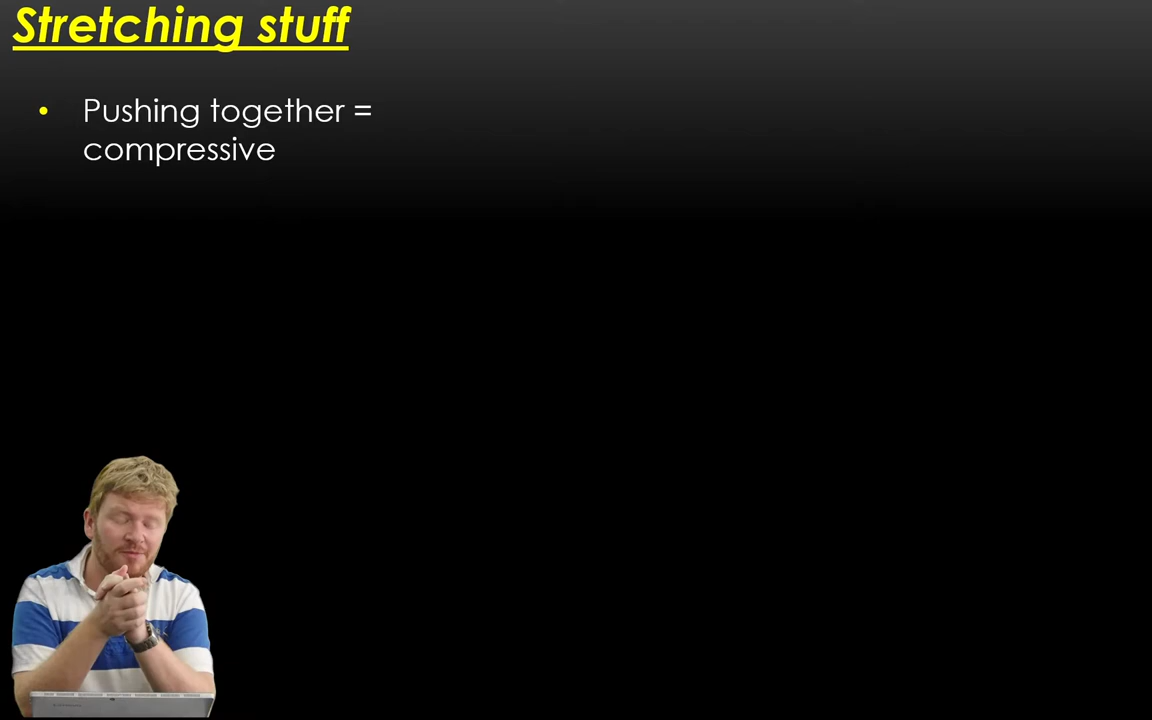 Stretching stuff
• Pushing together =
compressive